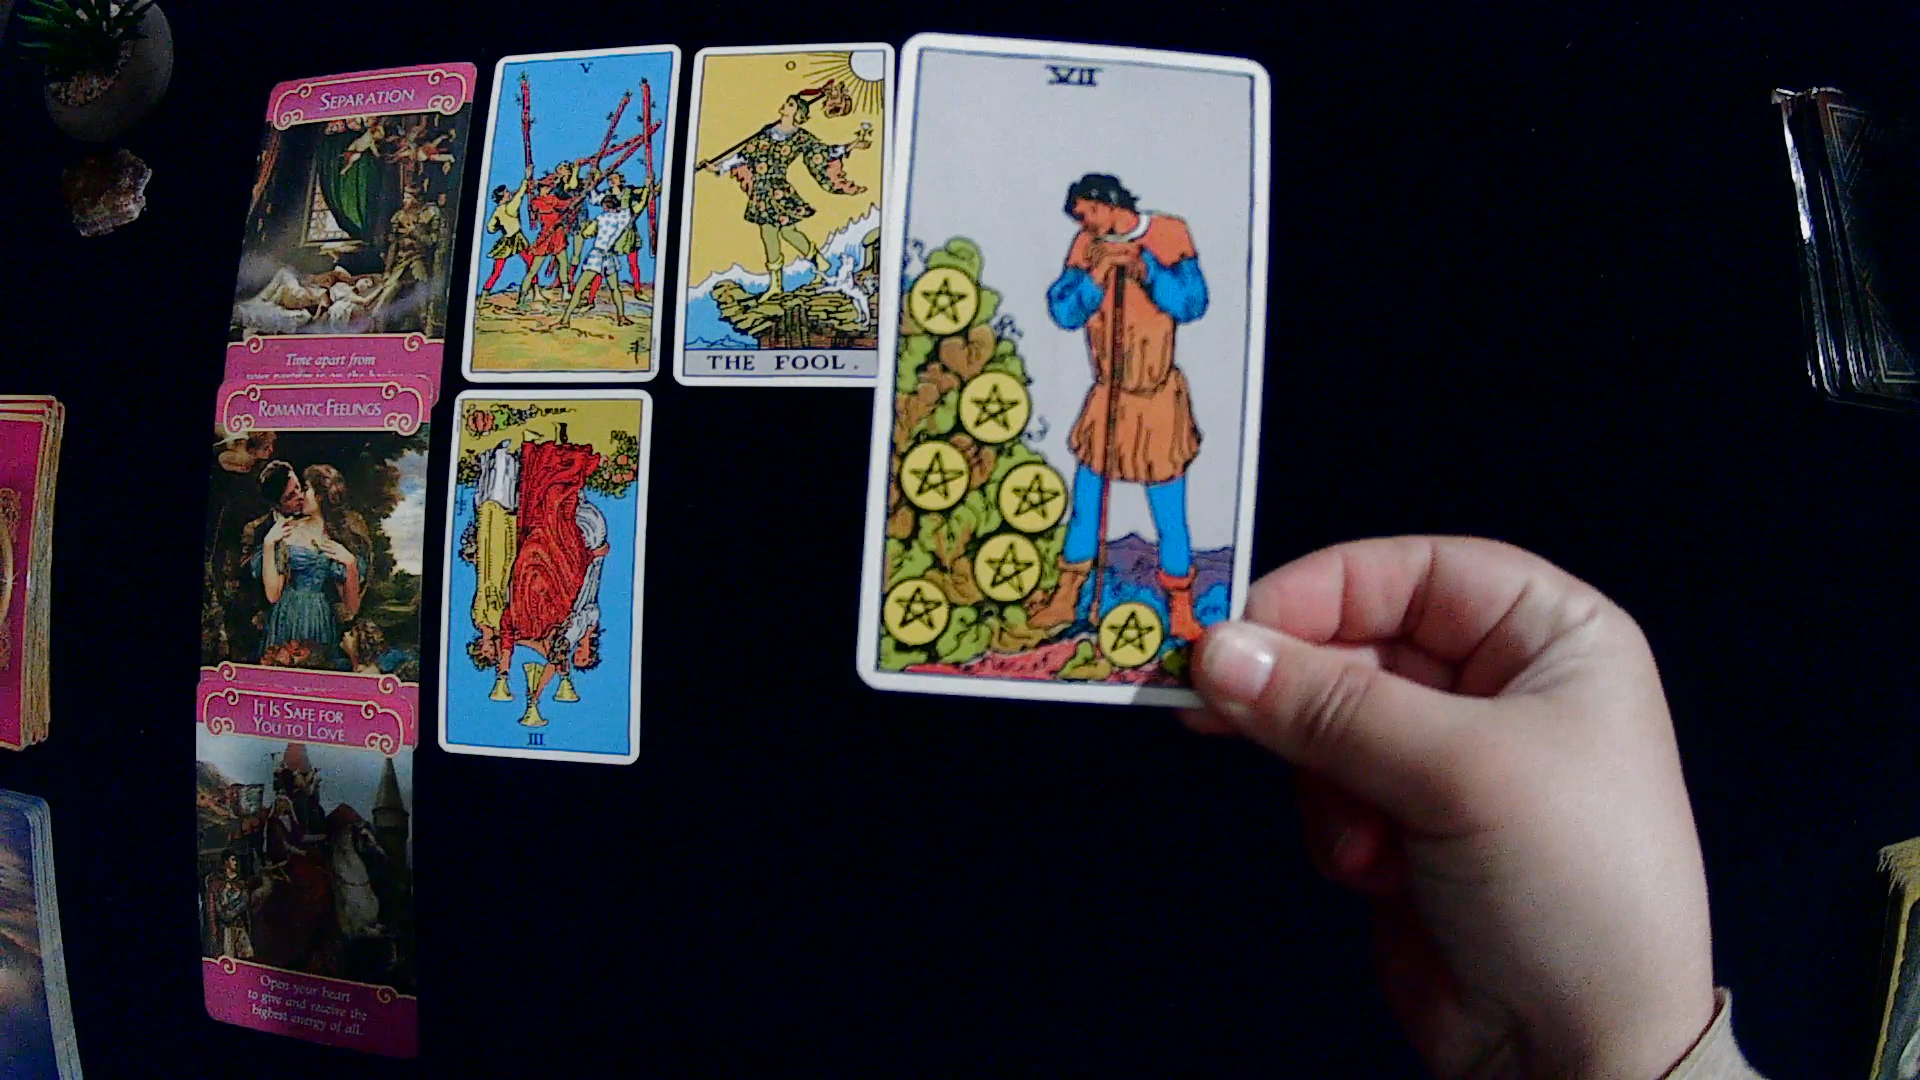 SEPARATION
Time apart from
ROMANTIC FEELINGS
IT IS SAFE FOR
YOU TO LOVE
Open your heart
to give and receive the
highest energy of all.
V
0
THE FOOL.
III
VII